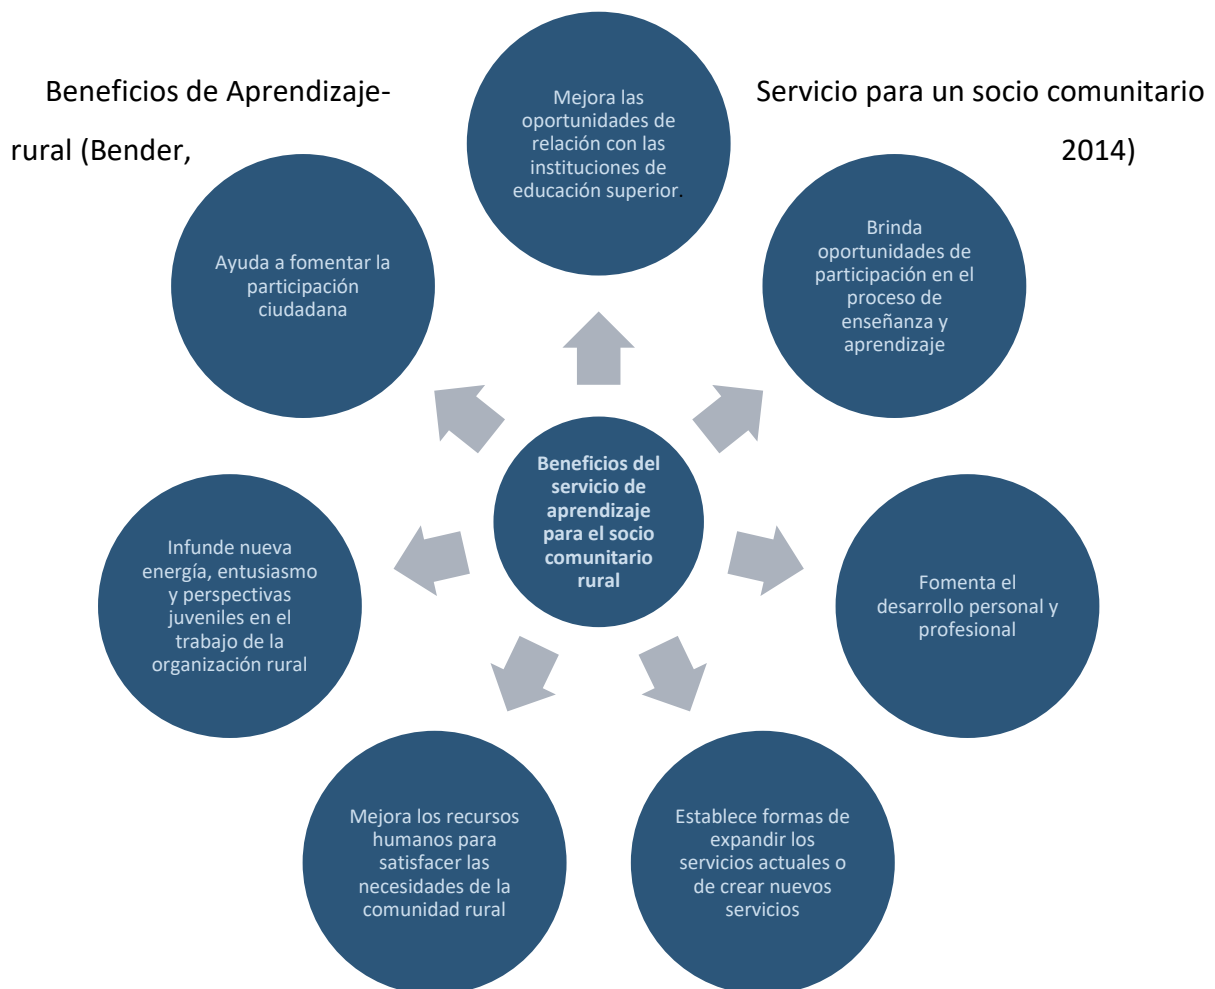 Beneficios de Aprendizaje- Servicio para un socio comunitario
rural (Bender, 2014)
Mejora las
oportunidades de
relación con las
instituciones de
educación superior.
Brinda
oportunidades de
participación en el
proceso de
enseñanza y
aprendizaje
Fomenta el
desarrollo personal y
profesional
Establece formas de
expandir los
servicios actuales o
de crear nuevos
servicios
Mejora los recursos
humanos para
satisfacer las
necesidades de la
comunidad rural
Infunde nueva
energía, entusiasmo
y perspectivas
juveniles en el
trabajo de la
organización rural
Ayuda a fomentar la
participación
ciudadana
Beneficios del
servicio de
aprendizaje
para el socio
comunitario
rural